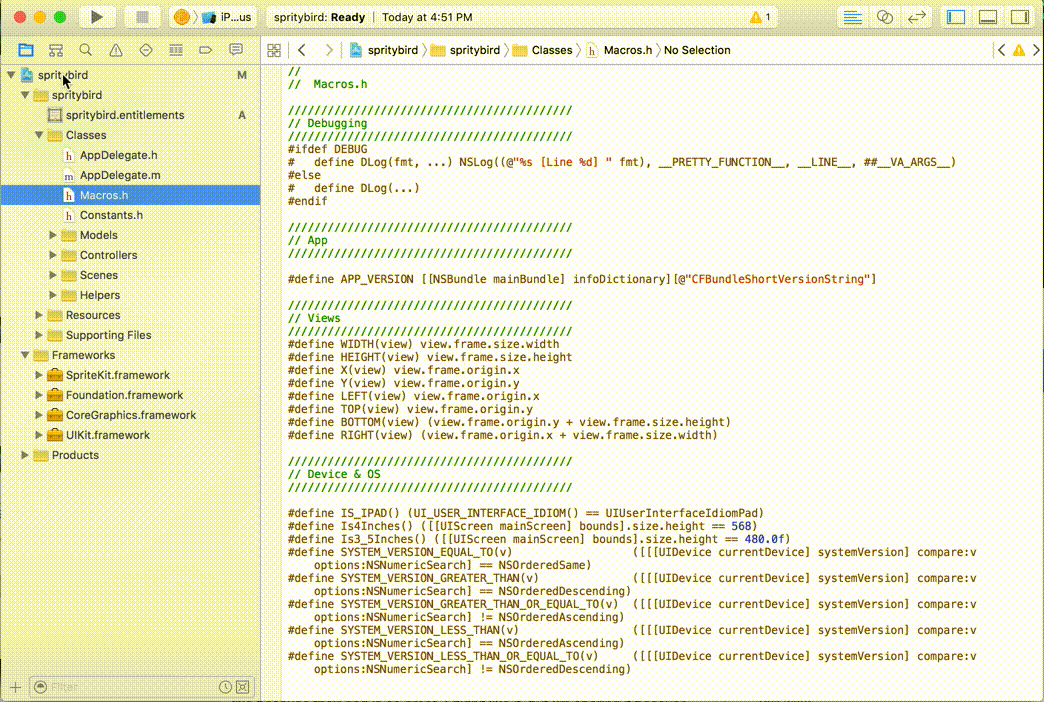 iP...us
spritybird: Ready | Today at 4:51 PM
1
spritybird
spritybird
Classes
Macros.h
No Selection
spritybird M
spritybird
spritybird.entitlements A
Classes
AppDelegate.h
AppDelegate.m
Macros.h
Constants.h
Models
Controllers
Scenes
Helpers
Resources
Supporting Files
Frameworks
SpriteKit.framework
Foundation.framework
CoreGraphics.framework
UIKit.framework
Products
Filter
//
//  Macros.h
///////////////////////////////////////////
// Debugging
///////////////////////////////////////////
#ifdef DEBUG
#   define DLog(fmt, ...) NSLog((@"%s [Line %d] " fmt), __PRETTY_FUNCTION__, __LINE__, ##__VA_ARGS__)
#else
#   define DLog(...)
#endif
///////////////////////////////////////////
// App
///////////////////////////////////////////
#define APP_VERSION [[NSBundle mainBundle] infoDictionary][@"CFBundleShortVersionString"]
///////////////////////////////////////////
// Views
///////////////////////////////////////////
#define WIDTH(view) view.frame.size.width
#define HEIGHT(view) view.frame.size.height
#define X(view) view.frame.origin.x
#define Y(view) view.frame.origin.y
#define LEFT(view) view.frame.origin.x
#define TOP(view) view.frame.origin.y
#define BOTTOM(view) (view.frame.origin.y + view.frame.size.height)
#define RIGHT(view) (view.frame.origin.x + view.frame.size.width)
///////////////////////////////////////////
// Device & OS
///////////////////////////////////////////
#define IS_IPAD() (UI_USER_INTERFACE_IDIOM() == UIUserInterfaceIdiomPad)
#define Is4Inches() ([[UIScreen mainScreen] bounds].size.height == 568)
#define Is3_5Inches() ([[UIScreen mainScreen] bounds].size.height == 480.0f)
#define SYSTEM_VERSION_EQUAL_TO(v)                  ([[[UIDevice currentDevice] systemVersion] compare:v
options:NSNumericSearch] == NSOrderedSame)
#define SYSTEM_VERSION_GREATER_THAN(v)              ([[[UIDevice currentDevice] systemVersion] compare:v
options:NSNumericSearch] == NSOrderedDescending)
#define SYSTEM_VERSION_GREATER_THAN_OR_EQUAL_TO(v)  ([[[UIDevice currentDevice] systemVersion] compare:v
options:NSNumericSearch] != NSOrderedAscending)
#define SYSTEM_VERSION_LESS_THAN(v)                 ([[[UIDevice currentDevice] systemVersion] compare:v
options:NSNumericSearch] == NSOrderedAscending)
#define SYSTEM_VERSION_LESS_THAN_OR_EQUAL_TO(v)     ([[[UIDevice currentDevice] systemVersion] compare:v
options:NSNumericSearch] != NSOrderedDescending)